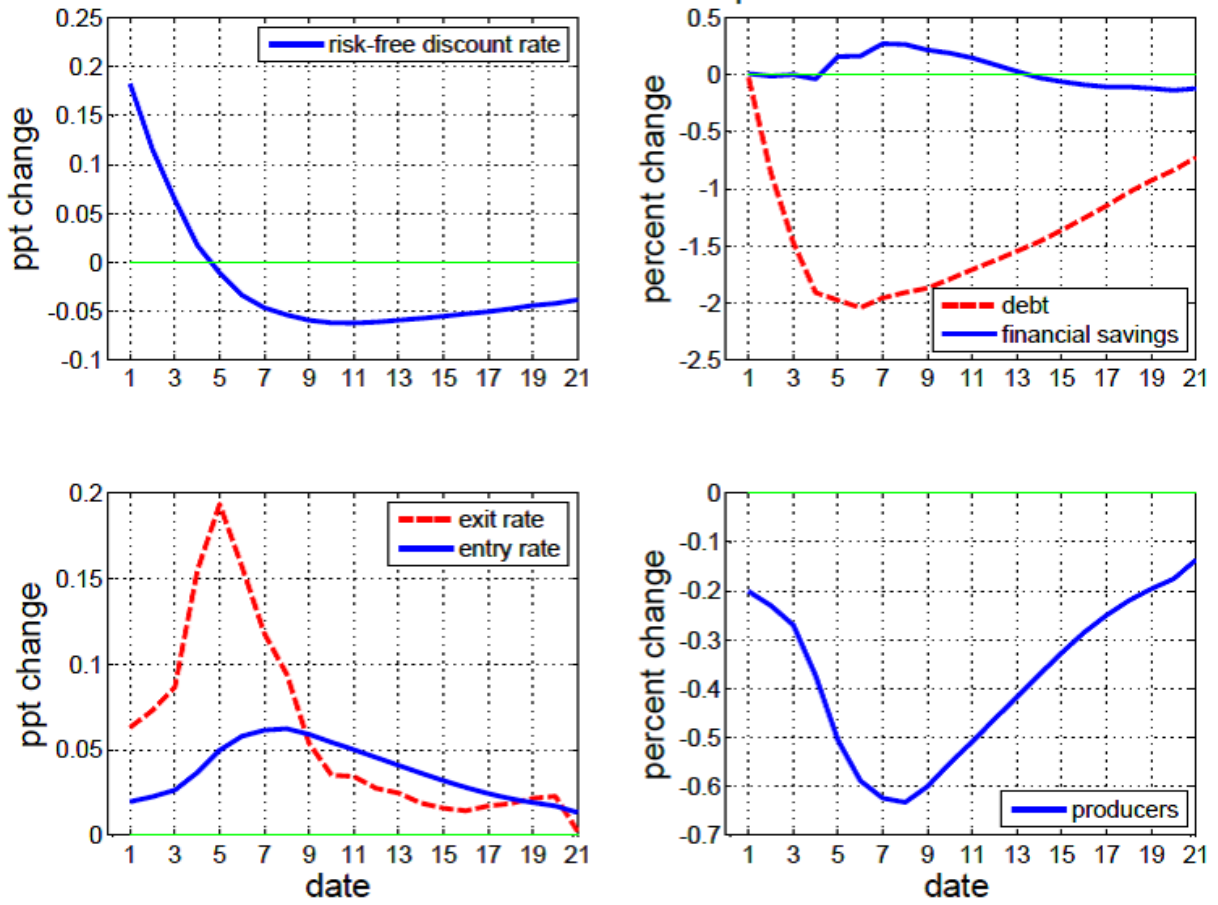 0.25
0.2
0.15
0.1
0.05
0
-0.05
-0.1
ppt change
risk-free discount rate
1 3 5 7 9 11 13 15 17 19 21
0.5
0
-0.5
-1
-1.5
-2
-2.5
percent change
debt
financial savings
1 3 5 7 9 11 13 15 17 19 21
0.2
0.15
0.1
0.05
0
ppt change
exit rate
entry rate
1 3 5 7 9 11 13 15 17 19 21
date
0
-0.1
-0.2
-0.3
-0.4
-0.5
-0.6
-0.7
percent change
producers
1 3 5 7 9 11 13 15 17 19 21
date